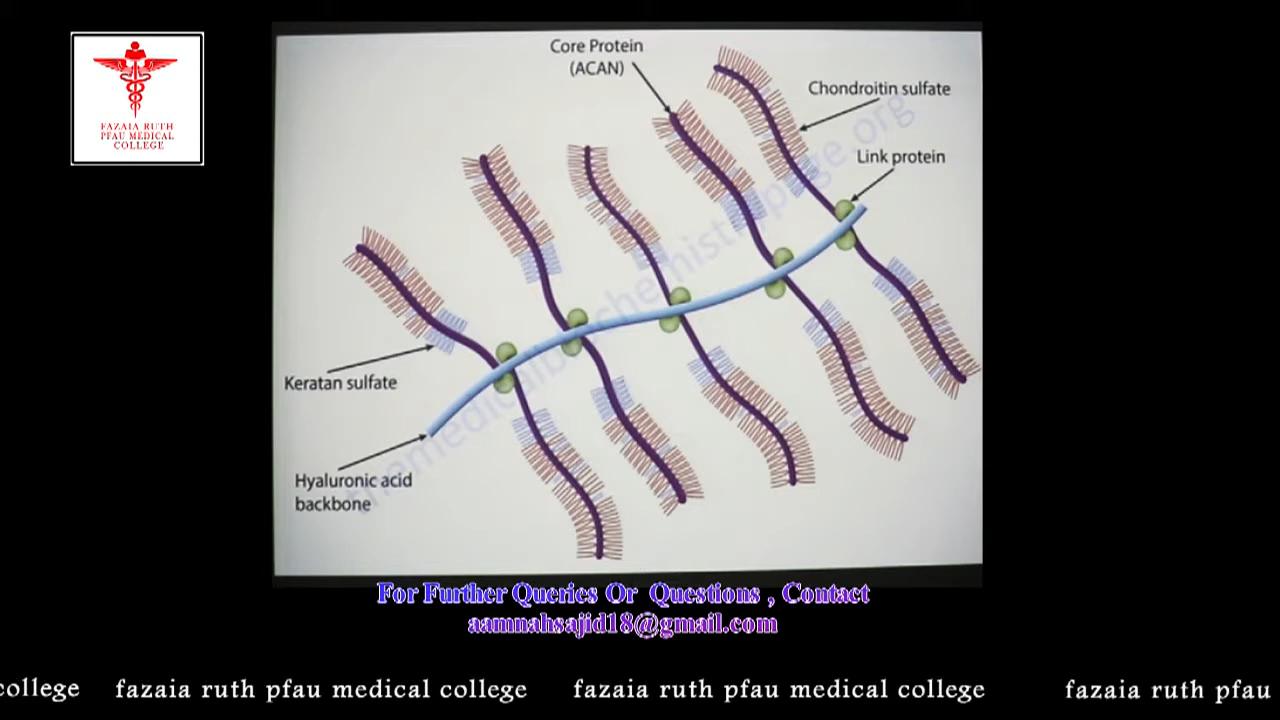 FAZAIA RUTH
PFAU MEDICAL
COLLEGE
Core Protein
(ACAN)
Chondroitin sulfate
Link protein
Keratan sulfate
Hyaluronic acid
backbone
themedicalbiochemistrypage.org
For Further Queries Or Questions , Contact
aamnahsajid18@gmail.com
college fazaia ruth pfau medical college fazaia ruth pfau medical college fazaia ruth pfau